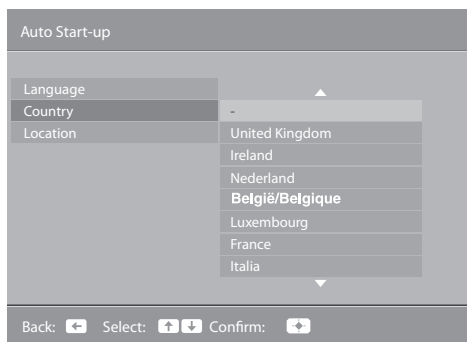 Auto Start-up
Language
Country
Location
-
United Kingdom
Ireland
Nederland
België/Belgique
Luxembourg
France
Italia
Back: Select: Confirm: